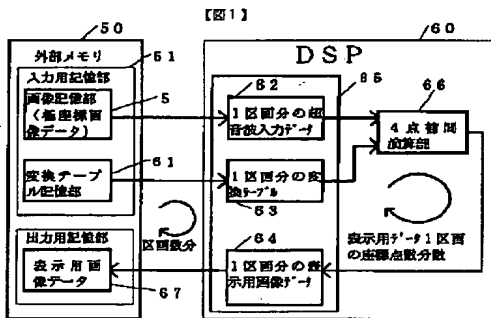 【図1】
50
60
外部メモリ
51
DSP
65
入力用記憶部
62
66
画像記憶部
(極座標画
像データ)
5
1区画分の超
音波入力データ
4点補間
演算部
変換テーブ
ル記憶部
61
1区画分の変
換テーブル
63
区画数分
表示用データ1区画
の座標点数分数
出力用記憶部
64
表示用画
像データ
67
1区画分の表
示用画像データ